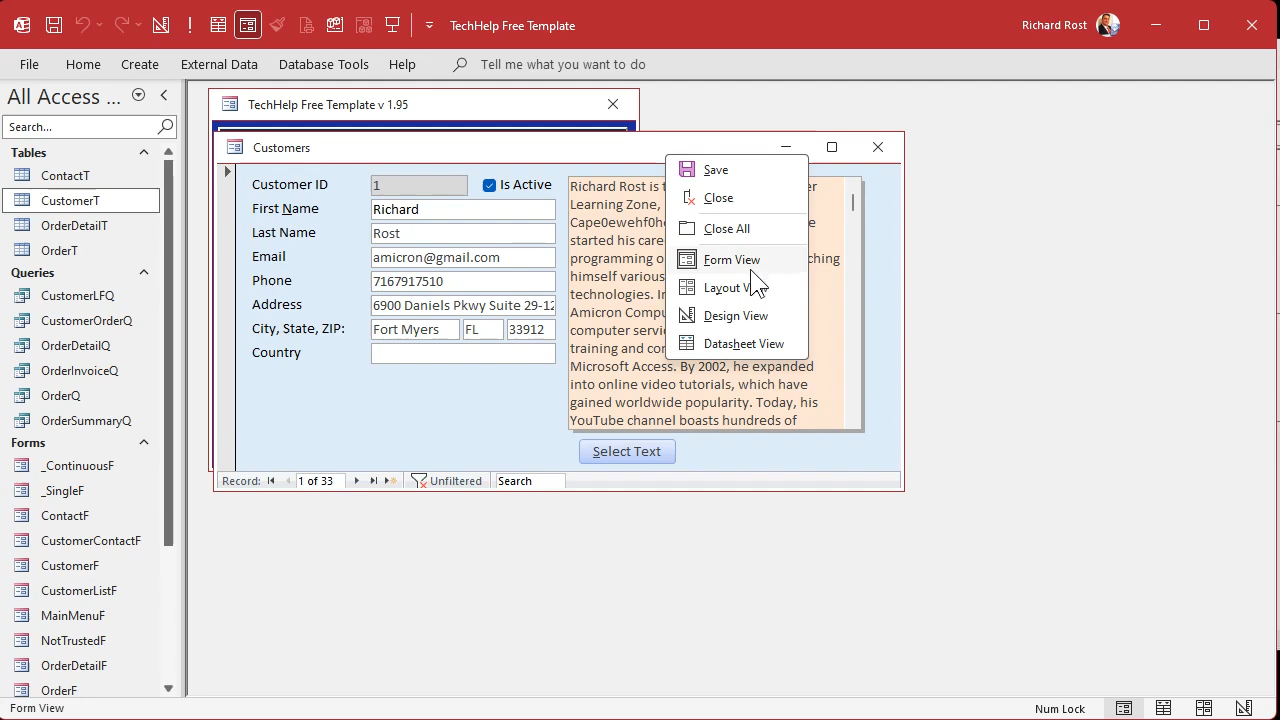 TechHelp Free Template
Richard Rost
File Home Create External Data Database Tools Help Tell me what you want to do
All Access ...
Search...
Tables
ContactT
CustomerT
OrderDetailT
OrderT
Queries
CustomerLFQ
CustomerOrderQ
OrderDetailQ
OrderInvoiceQ
OrderQ
OrderSummaryQ
Forms
_ContinuousF
_SingleF
ContactF
CustomerContactF
CustomerF
CustomerListF
MainMenuF
NotTrustedF
OrderDetailF
OrderF
TechHelp Free Template v 1.95
Customers
Customer ID 1 Is Active
First Name Richard
Last Name Rost
Email amicron@gmail.com
Phone 7167917510
Address 6900 Daniels Pkwy Suite 29-12
City, State, ZIP: Fort Myers FL 33912
Country
Richard Rost is
Learning Zone,
started his
programming
himself various
technologies.
Amicron
computer
training and
Microsoft Access. By 2002, he expanded
into online video tutorials, which have
gained worldwide popularity. Today, his
YouTube channel boasts hundreds of
Save
Close
Close All
Form View
Layout
Design View
Datasheet View
Select Text
Record: 1 of 33 Unfiltered Search
Form View
Num Lock